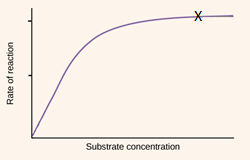 X
Rate of reaction
Substrate concentration